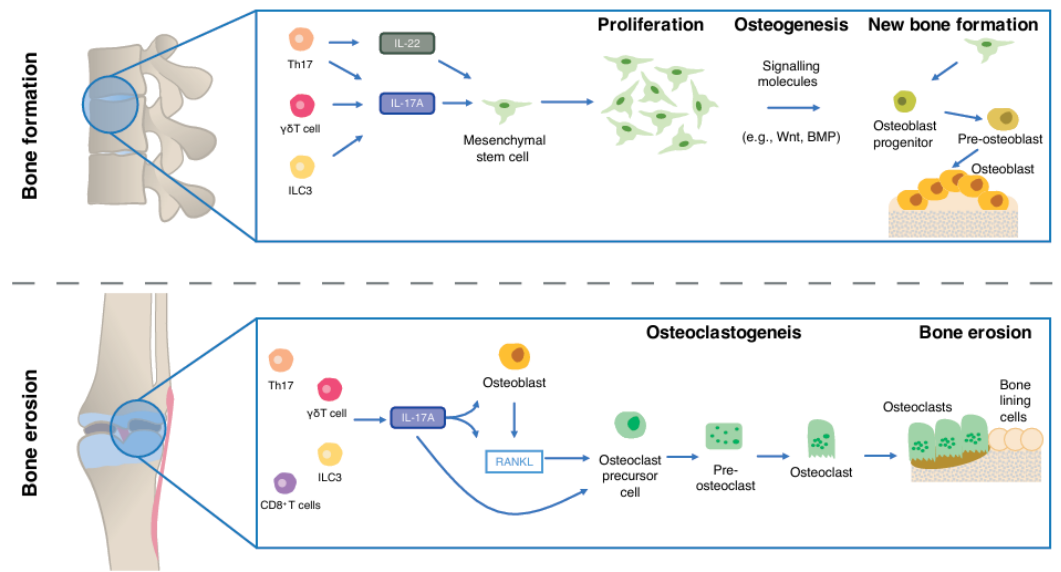 Bone formation
Proliferation
Osteogenesis
New bone formation
Th17
IL-22
γδT cell
IL-17A
ILC3
Mesenchymal
stem cell
Signalling
molecules
(e.g., Wnt, BMP)
Osteoblast
progenitor
Pre-osteoblast
Osteoblast
Bone erosion
Osteoclastogeneis
Bone erosion
Th17
γδT cell
ILC3
CD8+ T cells
IL-17A
Osteoblast
RANKL
Osteoclast
precursor
cell
Pre-
osteoclast
Osteoclast
Osteoclasts
Bone
lining
cells